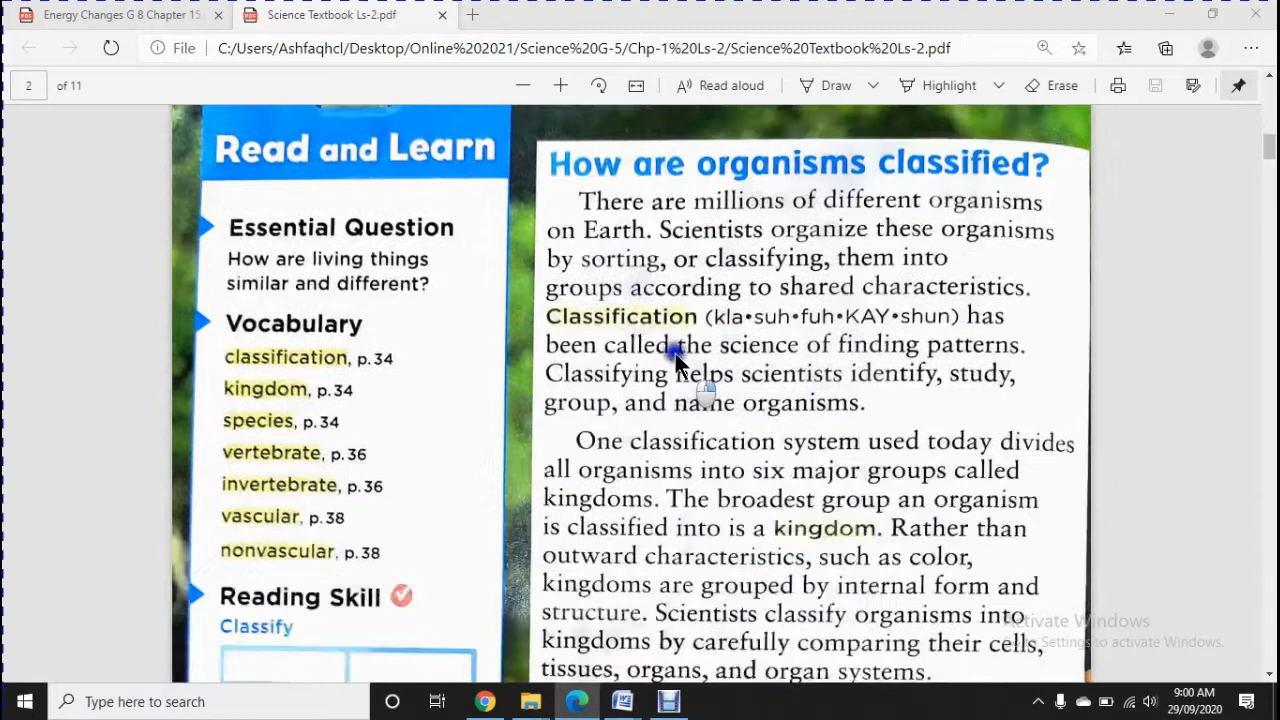 Energy Changes G 8 Chapter 15
Science Textbook Ls-2.pdf
File
C:/Users/Ashfaqhcl/Desktop/Online%202021/Science%20G-5/Chp-1%20Ls-2/Science%20Textbook%20Ls-2.pdf
2 of 11
Read aloud
Draw
Highlight
Erase
Read and Learn
Essential Question
How are living things
similar and different?
Vocabulary
classification, p.34
kingdom, p.34
species, p.34
vertebrate, p.36
invertebrate, p.36
vascular, p.38
nonvascular, p.38
Reading Skill
Classify
How are organisms classified?
There are millions of different organisms
on Earth. Scientists organize these organisms
by sorting, or classifying, them into
groups according to shared characteristics.
Classification (kla•suh•fuh•KAY•shun) has
been called the science of finding patterns.
Classifying helps scientists identify, study,
group, and name organisms.
One classification system used today divides
all organisms into six major groups called
kingdoms. The broadest group an organism
is classified into is a kingdom. Rather than
outward characteristics, such as color,
kingdoms are grouped by internal form and
structure. Scientists classify organisms into
kingdoms by carefully comparing their cells,
tissues, organs, and organ systems.
Activate Windows
Go to Settings to activate Windows.
Type here to search
9:00 AM
29/09/2020